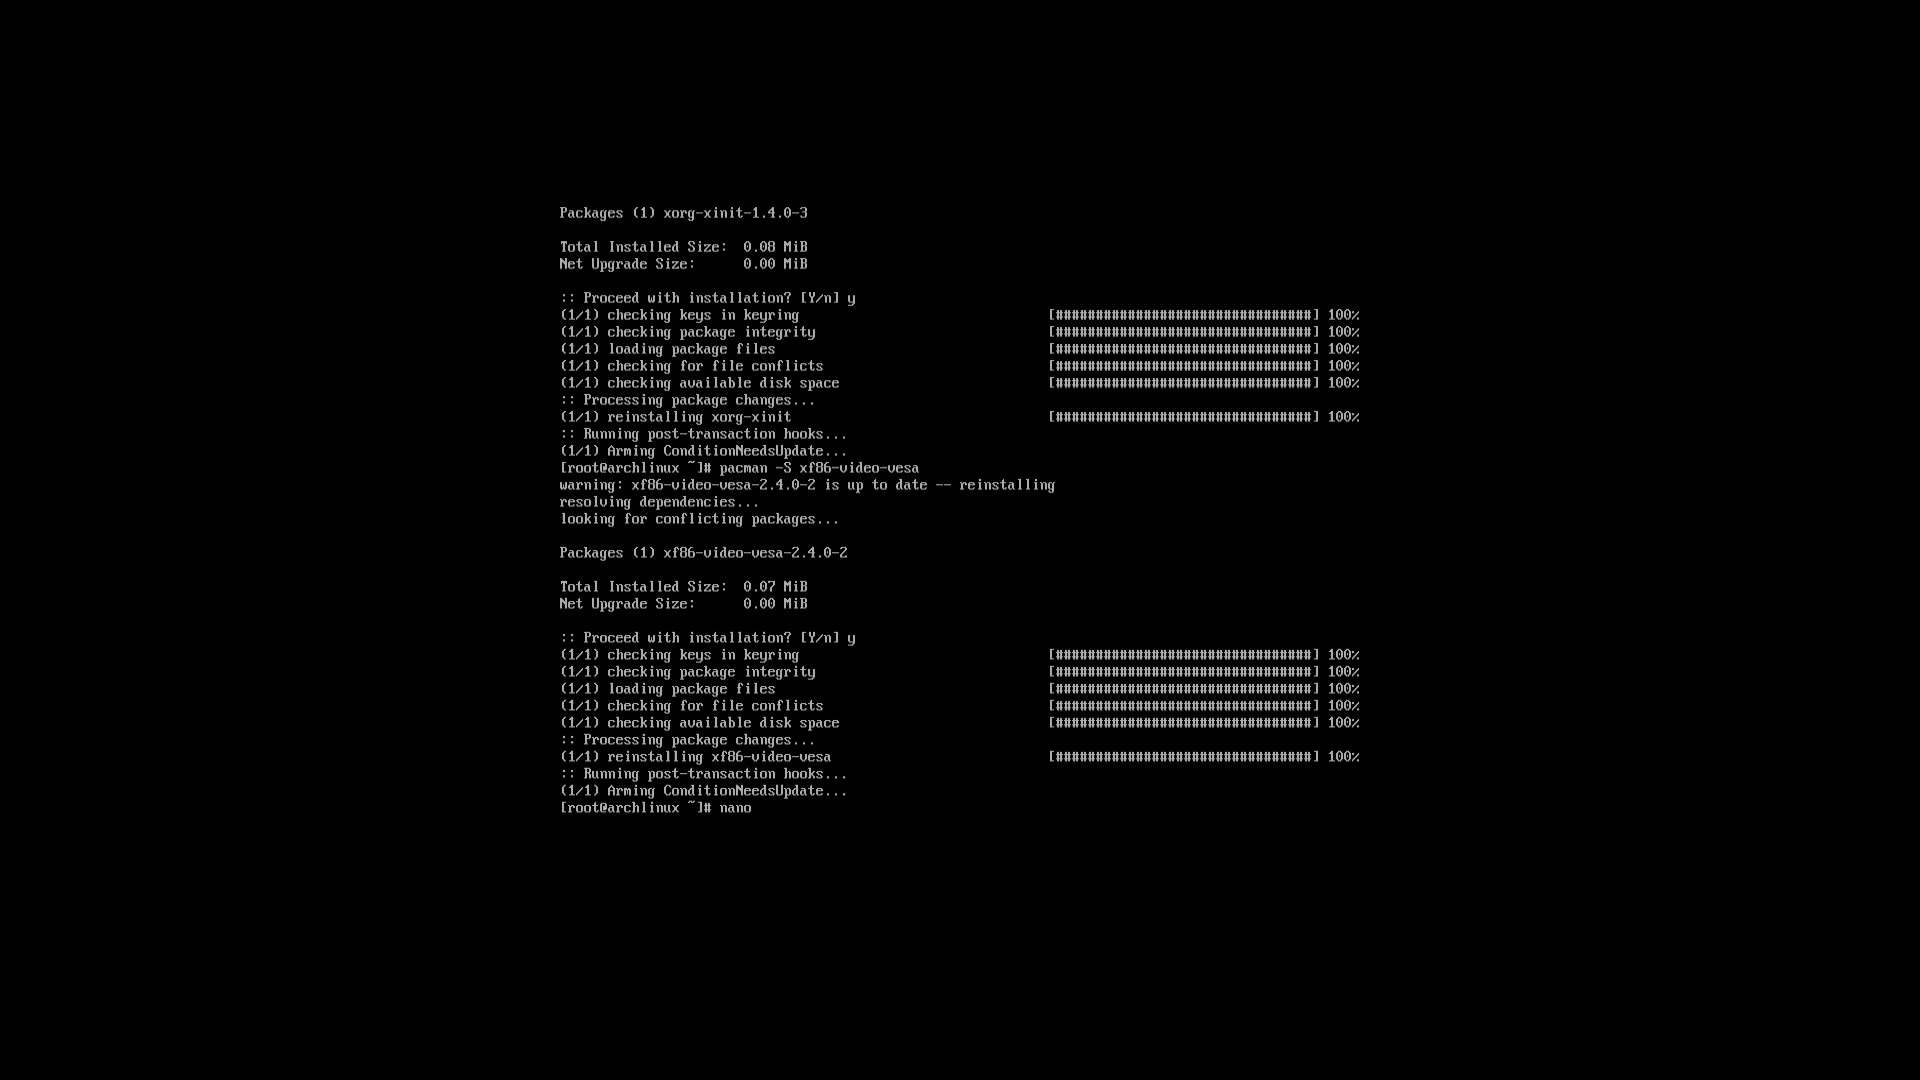 Packages (1) xorg-xinit-1.4.0-3
Total Installed Size:  0.08 MiB
Net Upgrade Size:      0.00 MiB
:: Proceed with installation? [Y/n] y
(1/1) checking keys in keyring                               [################################] 100%
(1/1) checking package integrity                             [################################] 100%
(1/1) loading package files                                  [################################] 100%
(1/1) checking for file conflicts                            [################################] 100%
(1/1) checking available disk space                          [################################] 100%
:: Processing package changes...
(1/1) reinstalling xorg-xinit                                [################################] 100%
:: Running post-transaction hooks...
(1/1) Arming ConditionNeedsUpdate...
[root@archlinux ~]# pacman -S xf86-video-vesa
warning: xf86-video-vesa-2.4.0-2 is up to date -- reinstalling
resolving dependencies...
looking for conflicting packages...
Packages (1) xf86-video-vesa-2.4.0-2
Total Installed Size:  0.07 MiB
Net Upgrade Size:      0.00 MiB
:: Proceed with installation? [Y/n] y
(1/1) checking keys in keyring                               [################################] 100%
(1/1) checking package integrity                             [################################] 100%
(1/1) loading package files                                  [################################] 100%
(1/1) checking for file conflicts                            [################################] 100%
(1/1) checking available disk space                          [################################] 100%
:: Processing package changes...
(1/1) reinstalling xf86-video-vesa                           [################################] 100%
:: Running post-transaction hooks...
(1/1) Arming ConditionNeedsUpdate...
[root@archlinux ~]# nano